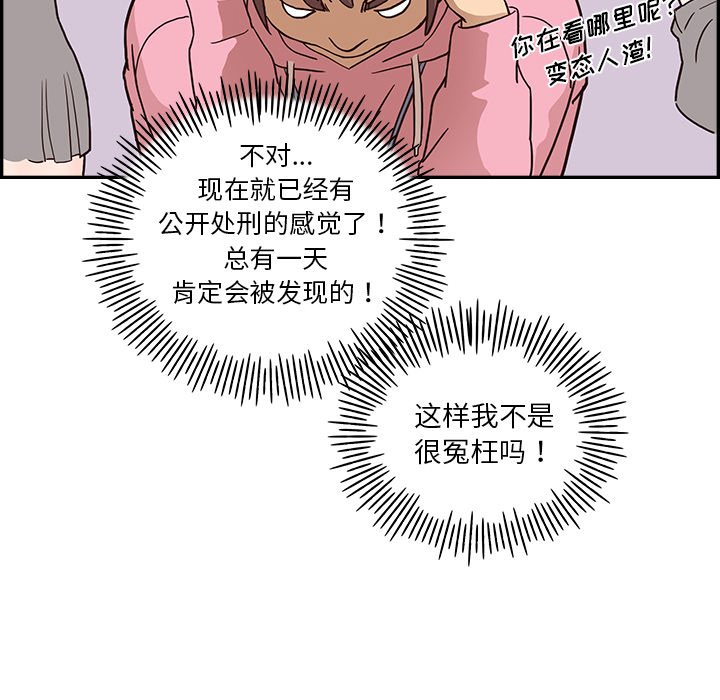 你在看哪里呢?
变态人渣!
不对...
现在就已经有
公开处刑的感觉了！
总有一天
肯定会被发现的！
这样我不是
很冤枉吗！